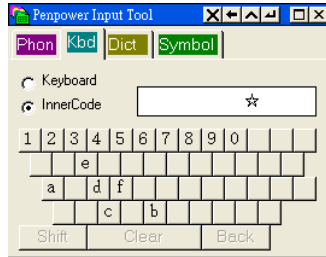 Penpower Input Tool
Phon Kbd Dict Symbol
Keyboard
InnerCode ☆
1 2 3 4 5 6 7 8 9 0
e
a d f
c b
Shift Clear Back